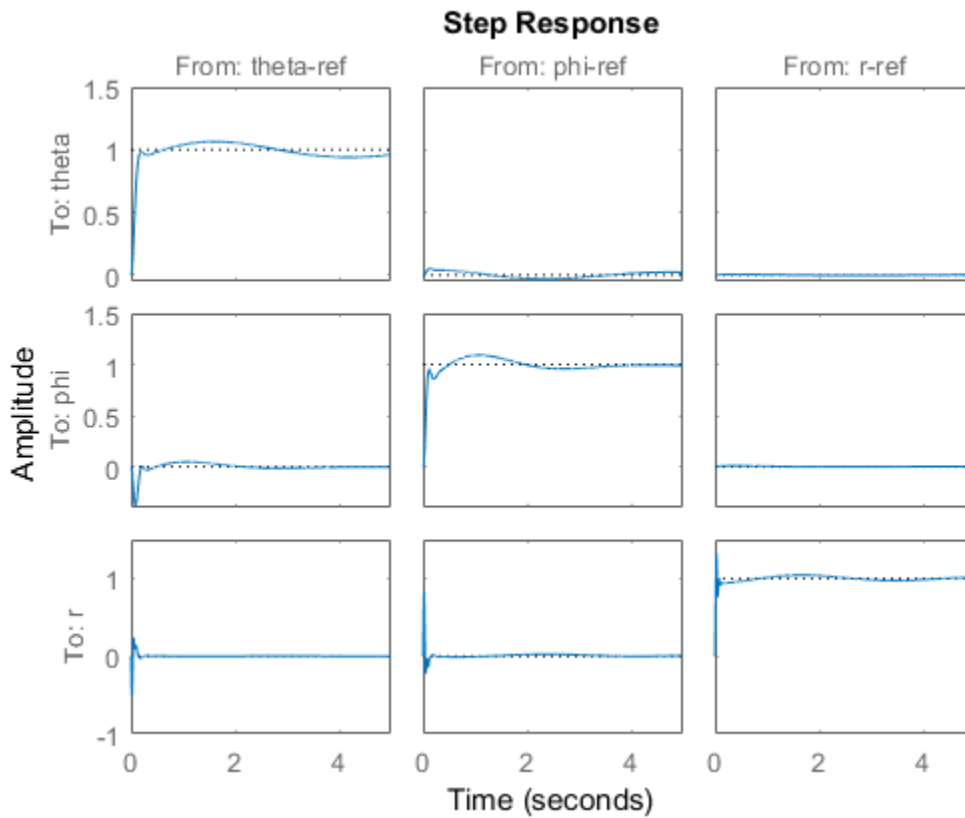 Step Response
From: theta-ref
From: phi-ref
From: r-ref
Amplitude
To: theta
1.5
1
0.5
0
To: phi
1.5
1
0.5
0
To: r
1
0
-1
0
2
4
0
2
4
0
2
4
Time (seconds)